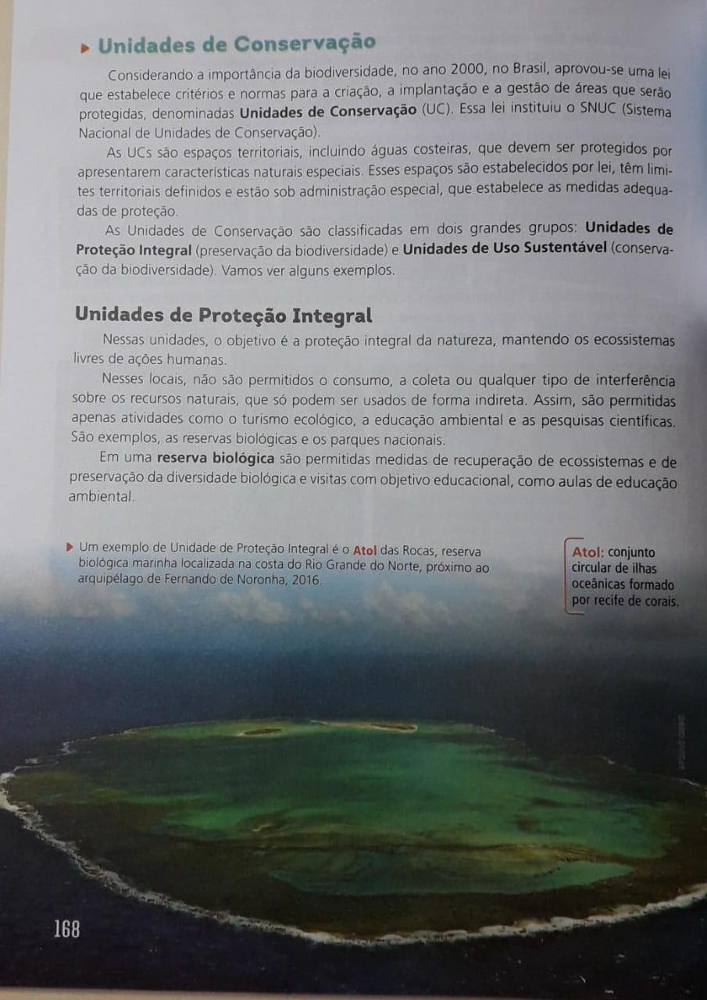 Unidades de Conservação
Considerando a importância da biodiversidade, no ano 2000, no Brasil, aprovou-se uma lei
que estabelece critérios e normas para a criação, a implantação e a gestão de áreas que serão
protegidas, denominadas Unidades de Conservação (UC). Essa lei instituiu o SNUC (Sistema
Nacional de Unidades de Conservação).
As UCs são espaços territoriais, incluindo águas costeiras, que devem ser protegidos por
apresentarem características naturais especiais. Esses espaços são estabelecidos por lei, têm limi-
tes territoriais definidos e estão sob administração especial, que estabelece as medidas adequa-
das de proteção.
As Unidades de Conservação são classificadas em dois grandes grupos: Unidades de
Proteção Integral (preservação da biodiversidade) e Unidades de Uso Sustentável (conserva-
ção da biodiversidade). Vamos ver alguns exemplos.
Unidades de Proteção Integral
Nessas unidades, o objetivo é a proteção integral da natureza, mantendo os ecossistemas
livres de ações humanas.
Nesses locais, não são permitidos o consumo, a coleta ou qualquer tipo de interferência
sobre os recursos naturais, que só podem ser usados de forma indireta. Assim, são permitidas
apenas atividades como o turismo ecológico, a educação ambiental e as pesquisas científicas.
São exemplos, as reservas biológicas e os parques nacionais.
Em uma reserva biológica são permitidas medidas de recuperação de ecossistemas e de
preservação da diversidade biológica e visitas com objetivo educacional, como aulas de educação
ambiental.
Um exemplo de Unidade de Proteção Integral é o Atol das Rocas, reserva
biológica marinha localizada na costa do Rio Grande do Norte, próximo ao
arquipélago de Fernando de Noronha, 2016.
Atol: conjunto
circular de ilhas
oceânicas formado
por recife de corais.
168